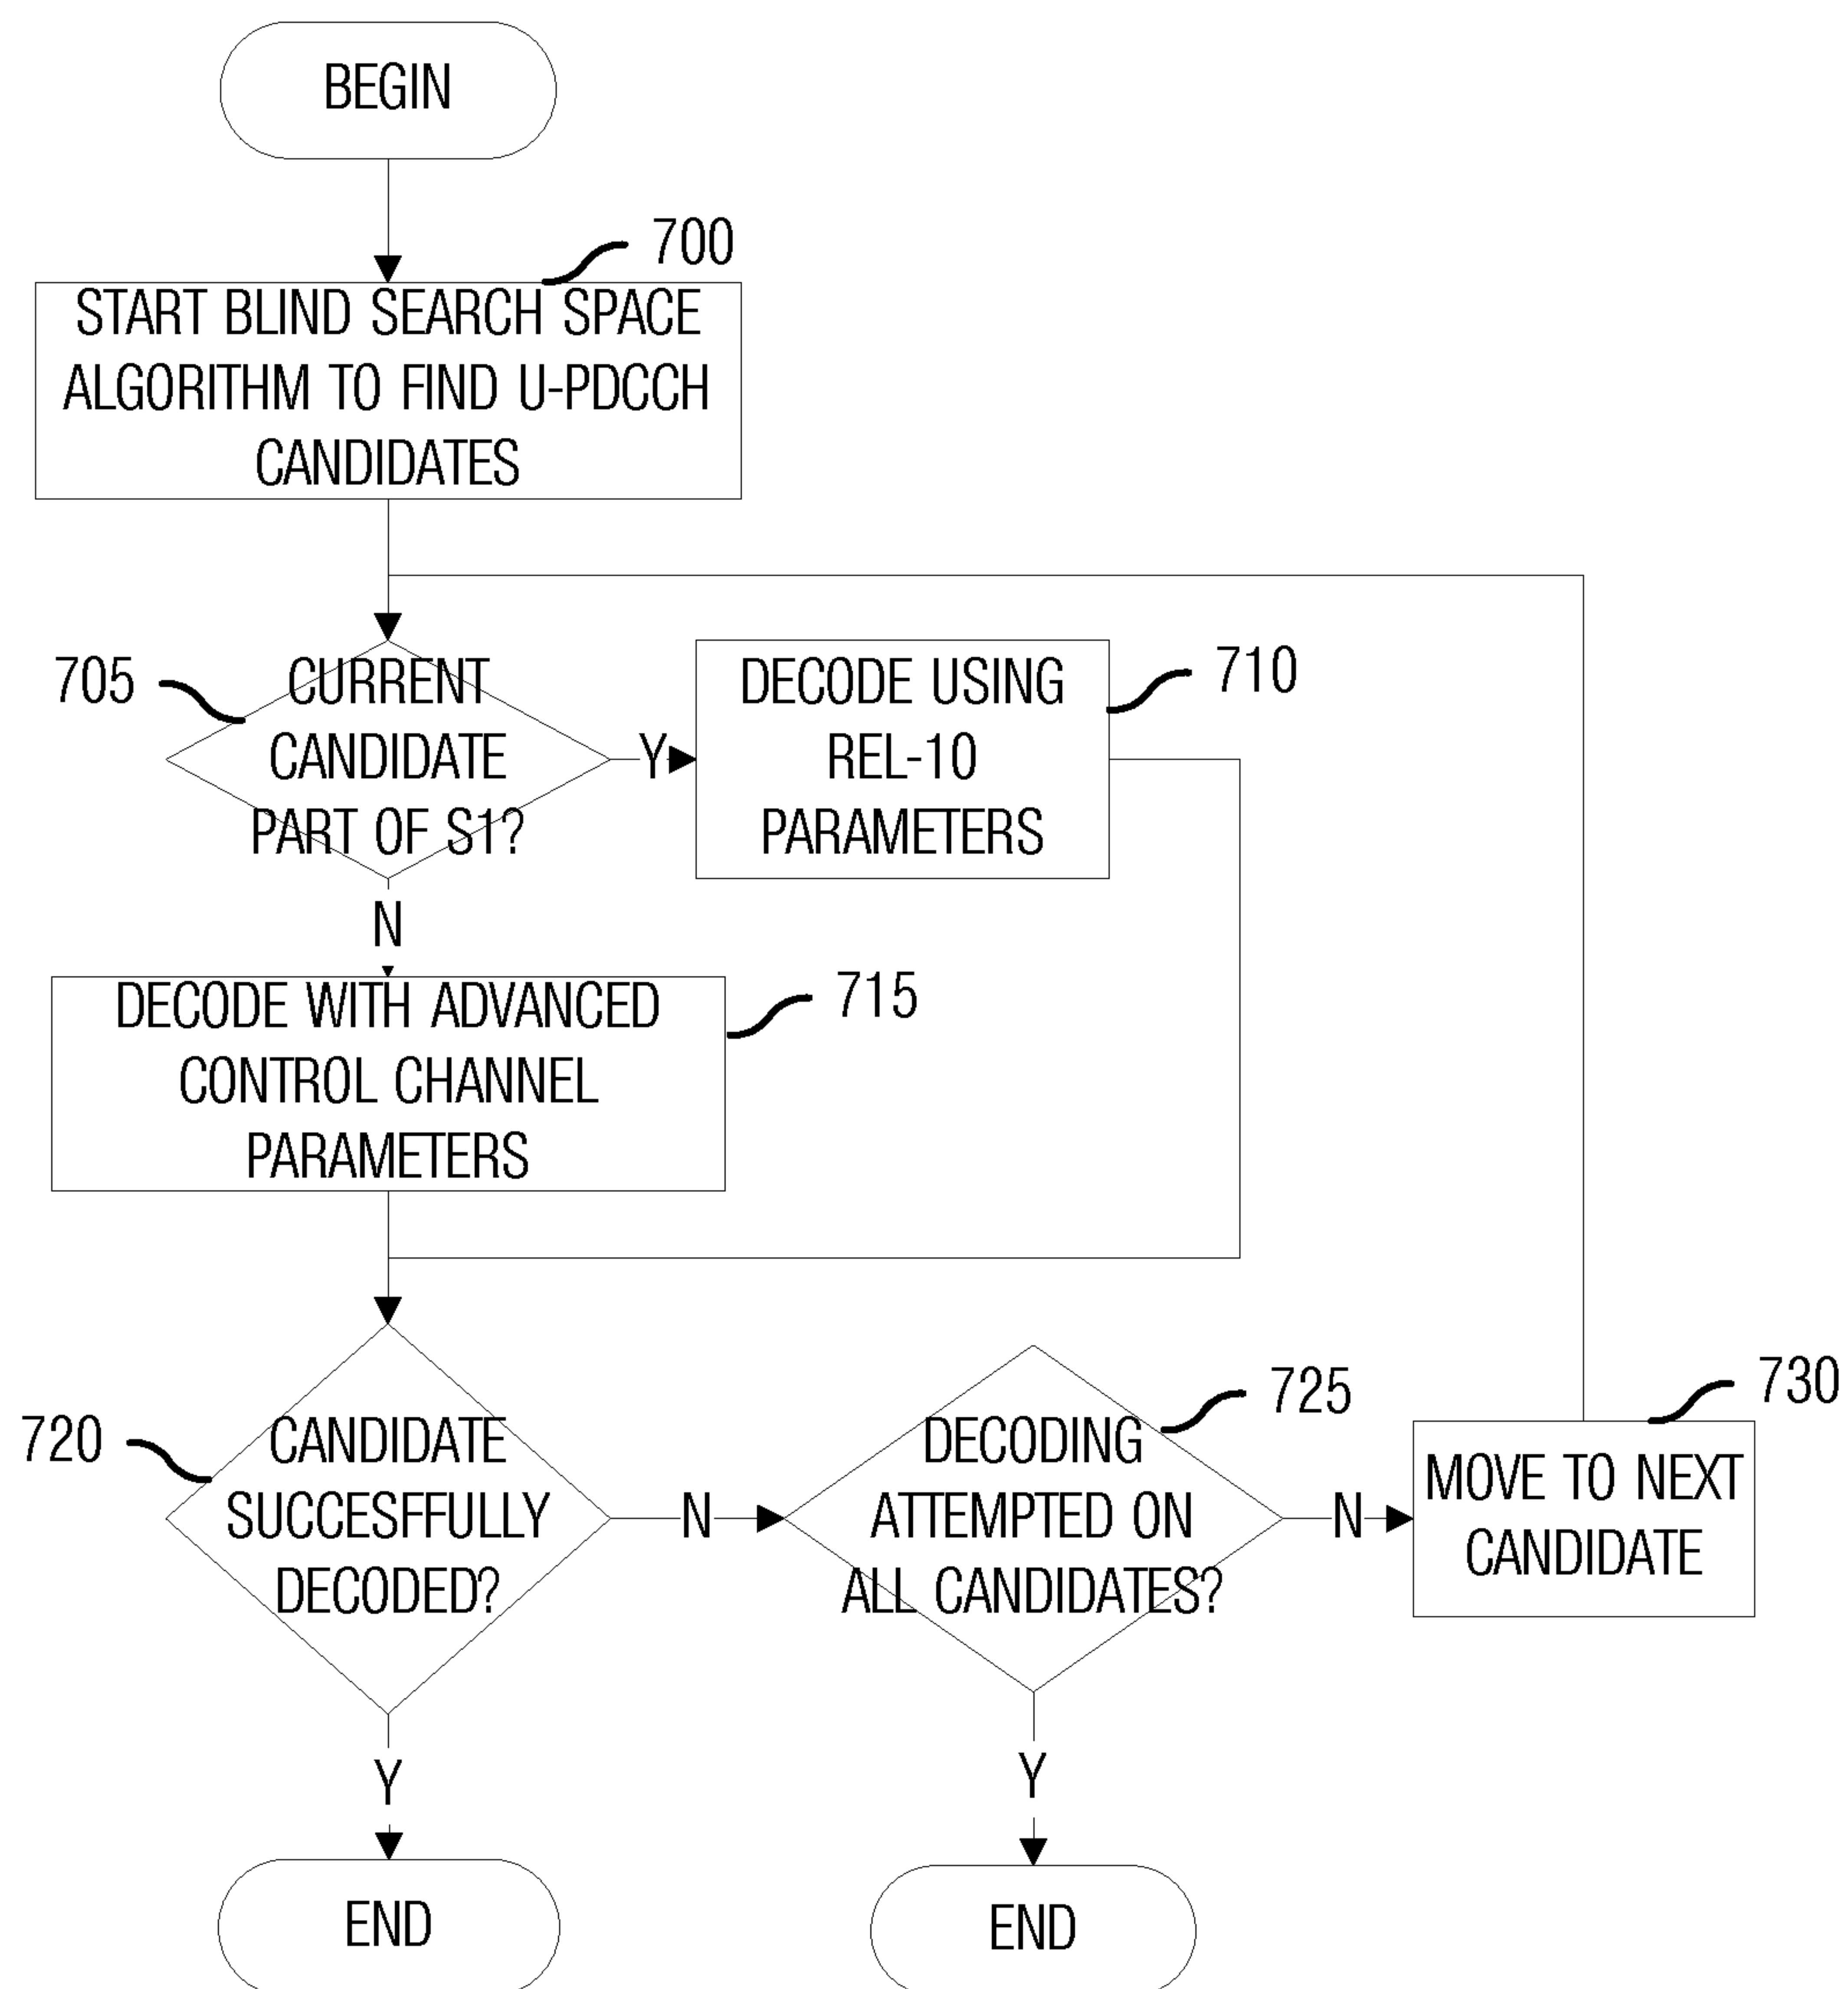 BEGIN
700
START BLIND SEARCH SPACE
ALGORITHM TO FIND U-PDCCH
CANDIDATES
705
CURRENT
CANDIDATE
PART OF S1?
Y
DECODE USING
REL-10
PARAMETERS
710
N
DECODE WITH ADVANCED
CONTROL CHANNEL
PARAMETERS
715
720
CANDIDATE
SUCCESFFULLY
DECODED?
N
DECODING
ATTEMPTED ON
ALL CANDIDATES?
725
N
MOVE TO NEXT
CANDIDATE
730
Y
Y
END
END